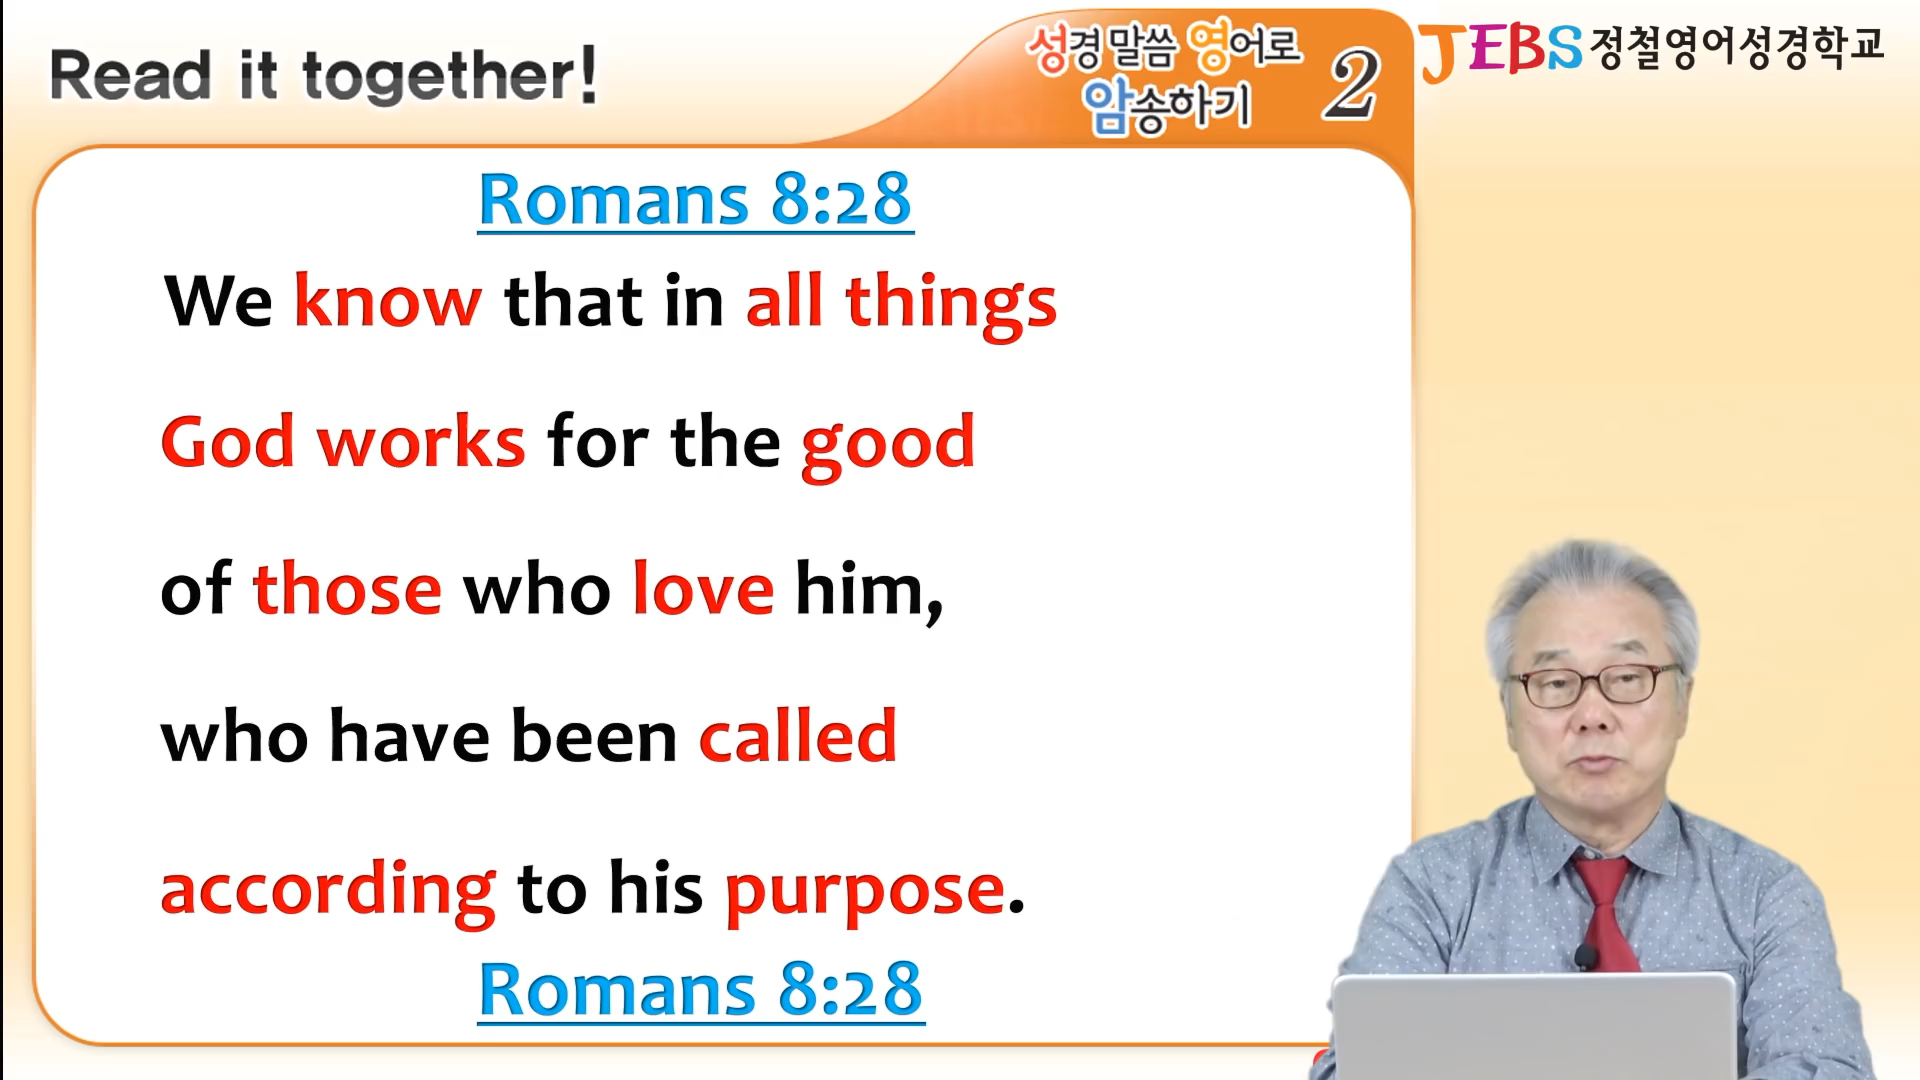 Read it together!
성경 말씀 영어로
암송하기
2
JEBS 정철영어성경학교
Romans 8:28
We know that in all things
God works for the good
of those who love him,
who have been called
according to his purpose.
Romans 8:28